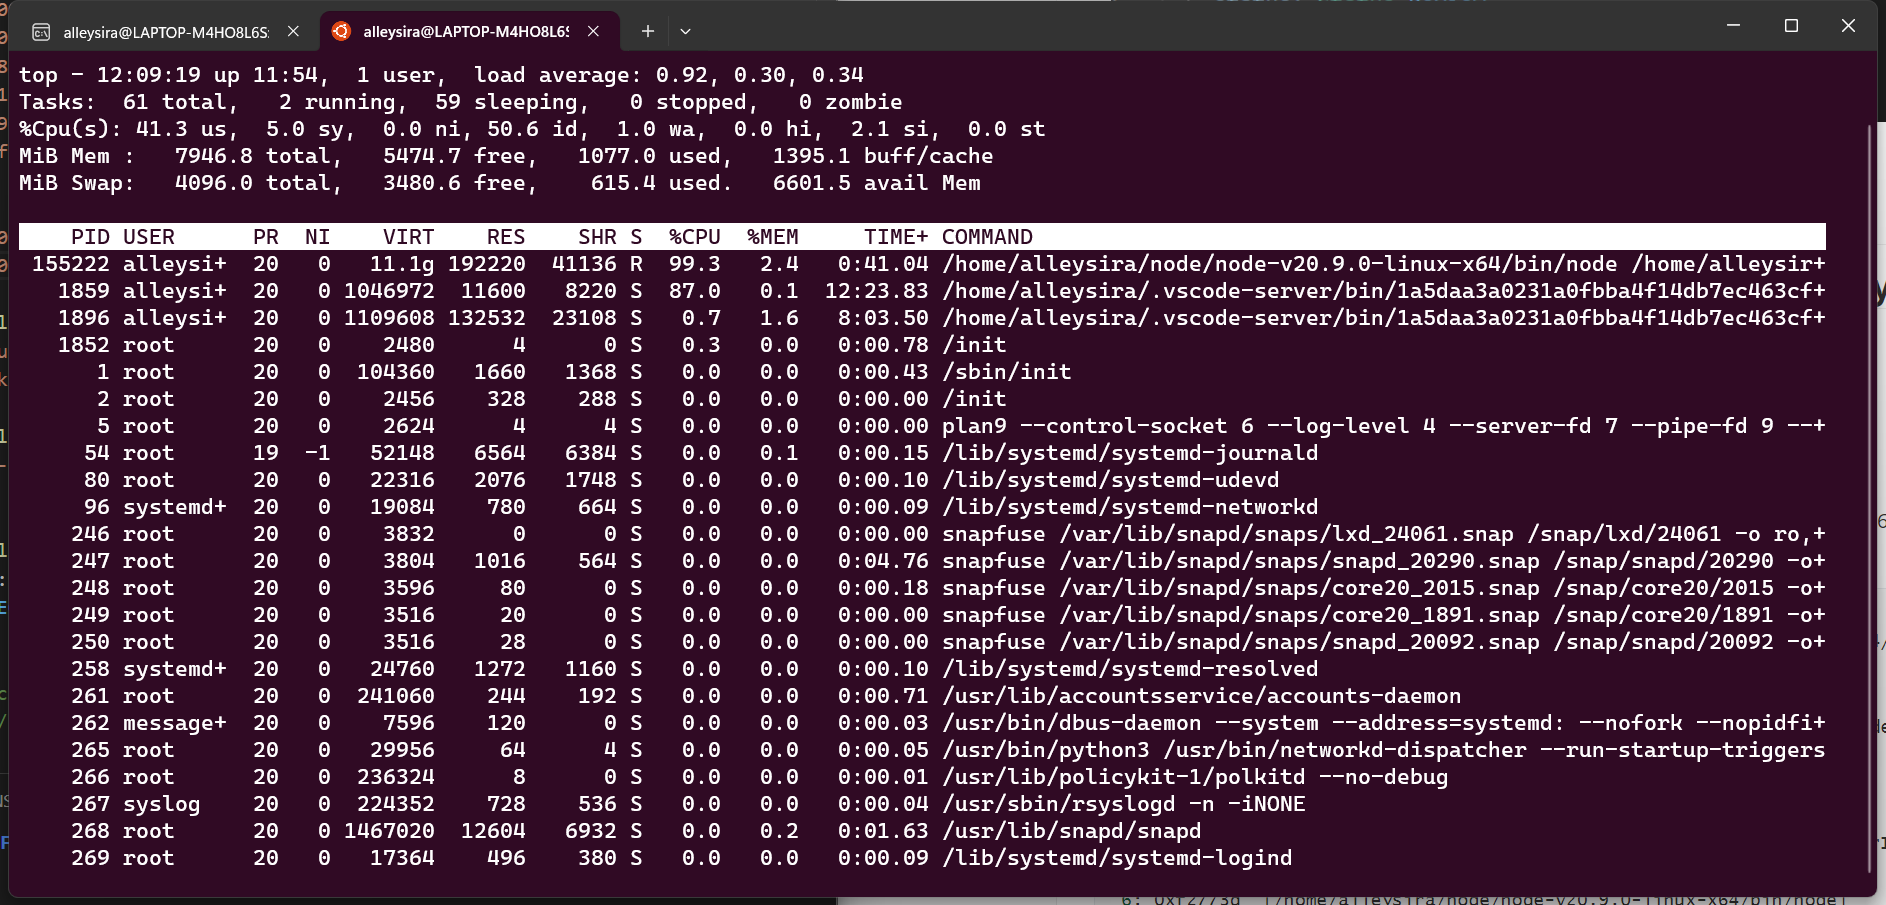 alleysira@LAPTOP-M4HO8L6S: alleysira@LAPTOP-M4HO8L6S
top - 12:09:19 up 11:54,  1 user,  load average: 0.92, 0.30, 0.34
Tasks:  61 total,   2 running,  59 sleeping,   0 stopped,   0 zombie
%Cpu(s): 41.3 us,  5.0 sy,  0.0 ni, 50.6 id,  1.0 wa,  0.0 hi,  2.1 si,  0.0 st
MiB Mem :   7946.8 total,   5474.7 free,   1077.0 used,   1395.1 buff/cache
MiB Swap:   4096.0 total,   3480.6 free,    615.4 used.   6601.5 avail Mem
PID USER      PR  NI    VIRT    RES    SHR S  %CPU  %MEM     TIME+ COMMAND
155222 alleysi+  20   0   11.1g 192220  41136 R  99.3   2.4   0:41.04 /home/alleysira/node/node-v20.9.0-linux-x64/bin/node /home/alleysir+
1859 alleysi+  20   0 1046972  11600   8220 S  87.0   0.1  12:23.83 /home/alleysira/.vscode-server/bin/1a5daa3a0231a0fbba4f14db7ec463cf+
1896 alleysi+  20   0 1109608 132532  23108 S   0.7   1.6   8:03.50 /home/alleysira/.vscode-server/bin/1a5daa3a0231a0fbba4f14db7ec463cf+
1852 root      20   0    2480      4      0 S   0.3   0.0   0:00.78 /init
1 root      20   0  104360   1660   1368 S   0.0   0.0   0:00.43 /sbin/init
2 root      20   0    2456    328    288 S   0.0   0.0   0:00.00 /init
5 root      20   0    2624      4      4 S   0.0   0.0   0:00.00 plan9 --control-socket 6 --log-level 4 --server-fd 7 --pipe-fd 9 --+
54 root      19  -1   52148   6564   6384 S   0.0   0.1   0:00.15 /lib/systemd/systemd-journald
80 root      20   0   22316   2076   1748 S   0.0   0.0   0:00.10 /lib/systemd/systemd-udevd
96 systemd+  20   0   19084    780    664 S   0.0   0.0   0:00.09 /lib/systemd/systemd-networkd
246 root      20   0    3832      0      0 S   0.0   0.0   0:00.00 snapfuse /var/lib/snapd/snaps/lxd_24061.snap /snap/lxd/24061 -o ro,+
247 root      20   0    3804   1016    564 S   0.0   0.0   0:04.76 snapfuse /var/lib/snapd/snaps/snapd_20290.snap /snap/snapd/20290 -o+
248 root      20   0    3596     80      0 S   0.0   0.0   0:00.18 snapfuse /var/lib/snapd/snaps/core20_2015.snap /snap/core20/2015 -o+
249 root      20   0    3516     20      0 S   0.0   0.0   0:00.00 snapfuse /var/lib/snapd/snaps/core20_1891.snap /snap/core20/1891 -o+
250 root      20   0    3516     28      0 S   0.0   0.0   0:00.00 snapfuse /var/lib/snapd/snaps/snapd_20092.snap /snap/snapd/20092 -o+
258 systemd+  20   0   24760   1272   1160 S   0.0   0.0   0:00.10 /lib/systemd/systemd-resolved
261 root      20   0  241060    244    192 S   0.0   0.0   0:00.71 /usr/lib/accountsservice/accounts-daemon
262 message+  20   0    7596    120      0 S   0.0   0.0   0:00.03 /usr/bin/dbus-daemon --system --address=systemd: --nofork --nopidfi+
265 root      20   0   29956     64      4 S   0.0   0.0   0:00.05 /usr/bin/python3 /usr/bin/networkd-dispatcher --run-startup-triggers
266 root      20   0  236324      8      0 S   0.0   0.0   0:00.01 /usr/lib/policykit-1/polkitd --no-debug
267 syslog    20   0  224352    728    536 S   0.0   0.0   0:00.04 /usr/sbin/rsyslogd -n -iNONE
268 root      20   0 1467020  12604   6932 S   0.0   0.2   0:01.63 /usr/lib/snapd/snapd
269 root      20   0   17364    496    380 S   0.0   0.0   0:00.09 /lib/systemd/systemd-logind